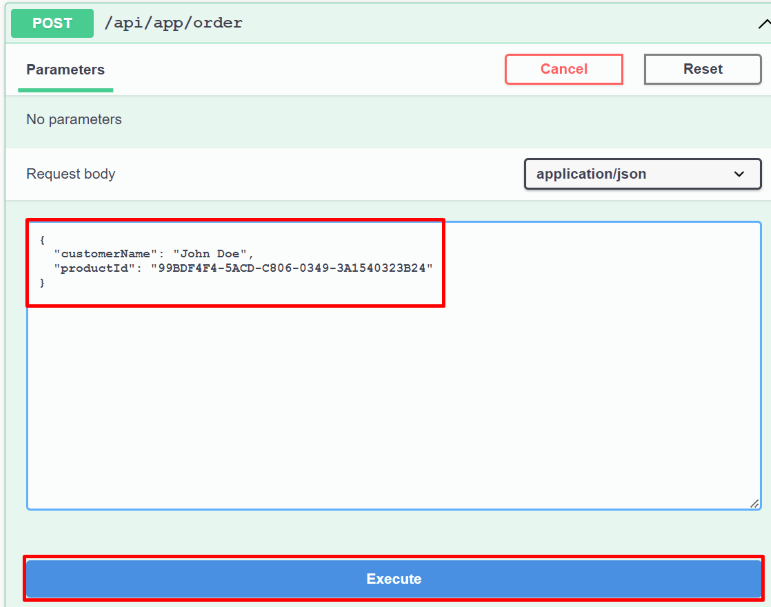 POST /api/app/order
Parameters Cancel Reset
No parameters
Request body application/json
{
"customerName": "John Doe",
"productId": "99BDF4F4-5ACD-C806-0349-3A1540323B24"
}
Execute